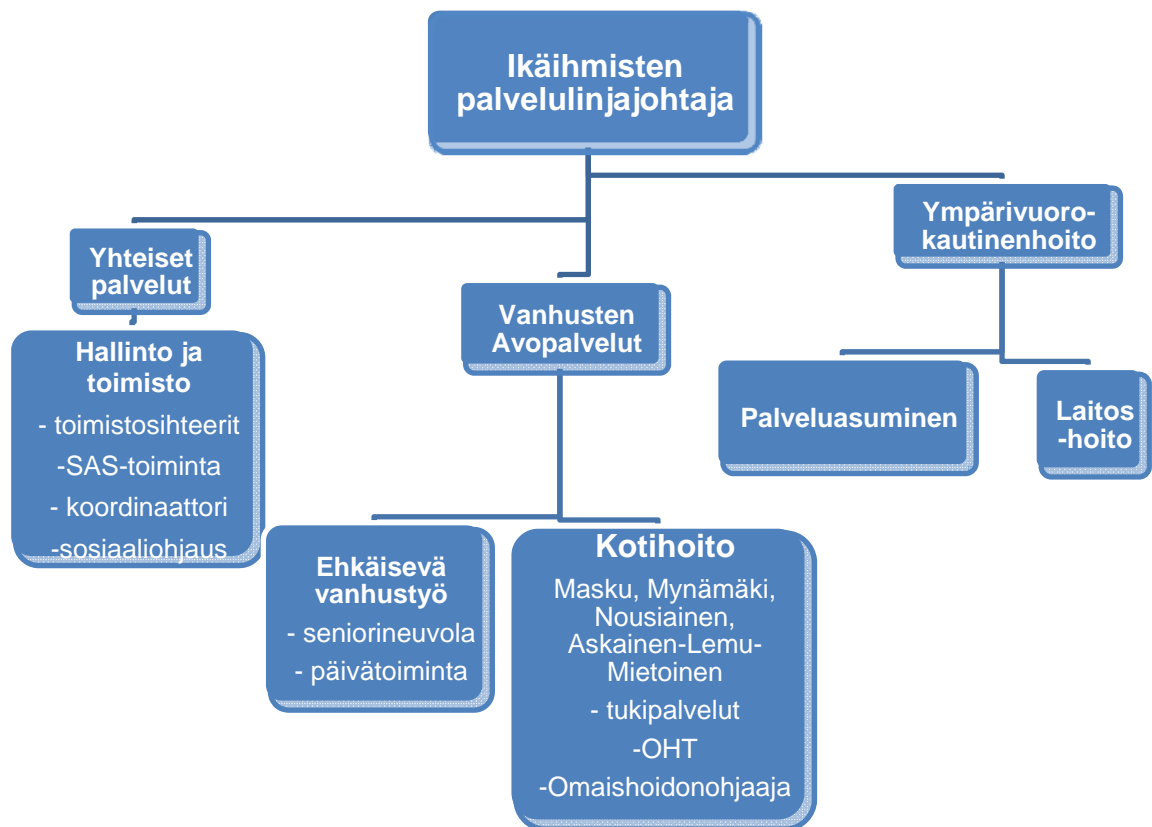 Ikäihmisten
palvelulinjajohtaja
Yhteiset
palvelut
Hallinto ja
toimisto
- toimistosihteerit
-SAS-toiminta
- koordinaattori
-sosiaaliohjaus
Vanhusten
Avopalvelut
Ehkäisevä
vanhustyö
- seniorineuvola
- päivätoiminta
Kotihoito
Masku, Mynämäki,
Nousiainen,
Askainen-Lemu-
Mietoinen
- tukipalvelut
-OHT
-Omaishoidonohjaaja
Ympärivuoro-
kautinenhoito
Palveluasuminen
Laitos
-hoito